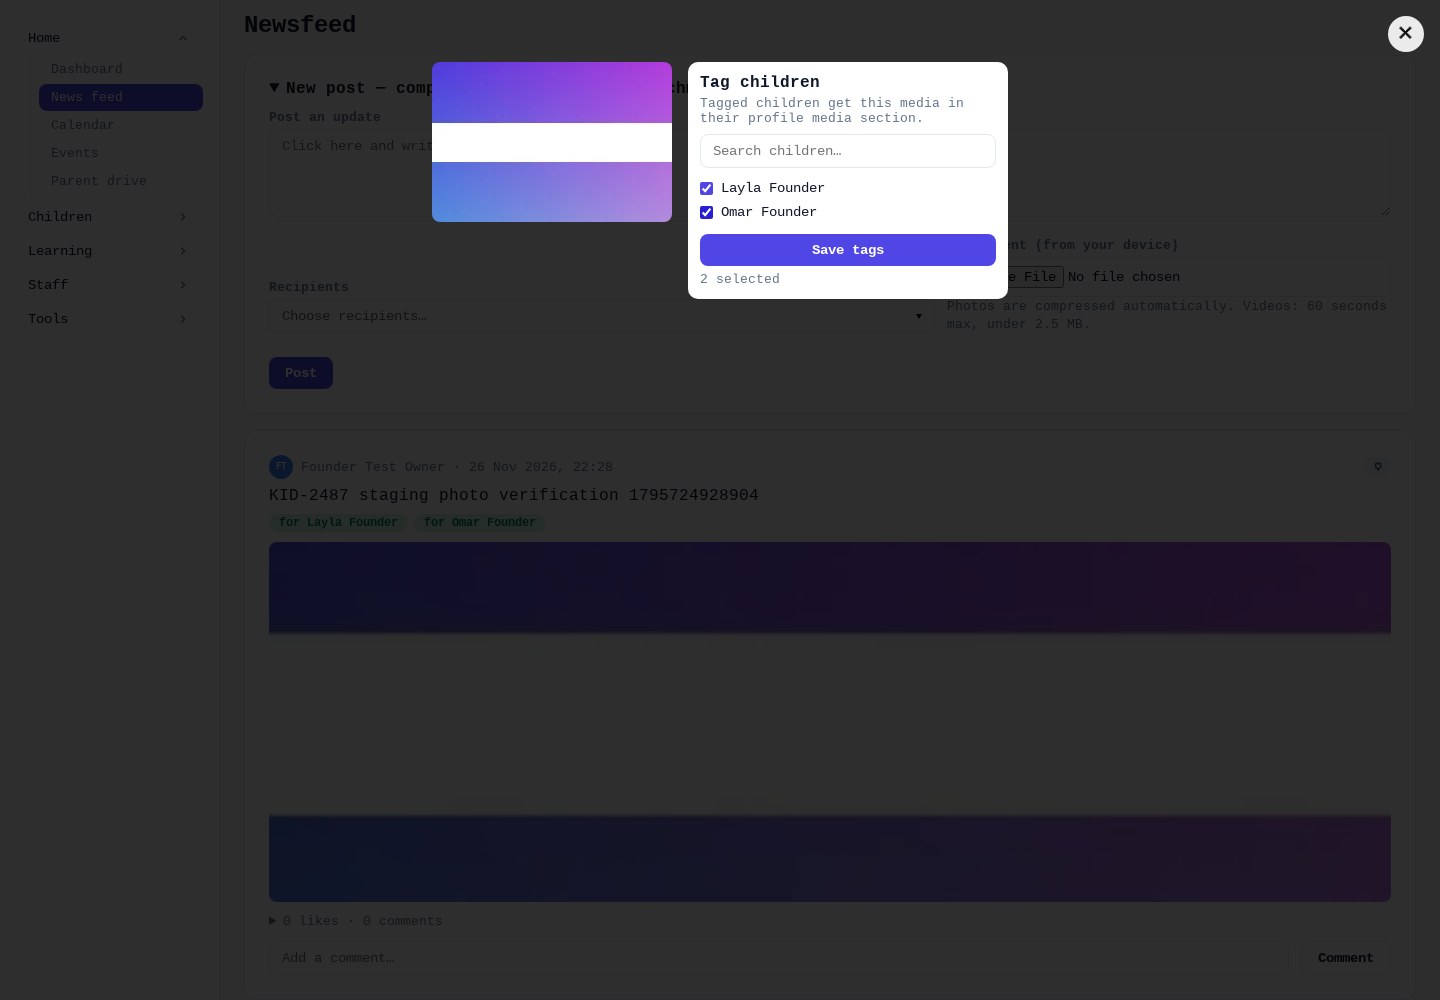 Newsfeed
Home
Dashboard
News feed
Calendar
Events
Parent drive
Children
Learning
Staff
Tools
✕
▼ New post — comp
Post an update
Click here and writ
Recipients
Choose recipients…
Post
ent (from your device)
e File No file chosen
Photos are compressed automatically. Videos: 60 seconds
max, under 2.5 MB.
Tag children
Tagged children get this media in
their profile media section.
Search children…
Layla Founder
Omar Founder
Save tags
2 selected
FT Founder Test Owner · 26 Nov 2026, 22:28
KID-2487 staging photo verification 1795724928904
for Layla Founder for Omar Founder
▶ 0 likes · 0 comments
Add a comment…
Comment